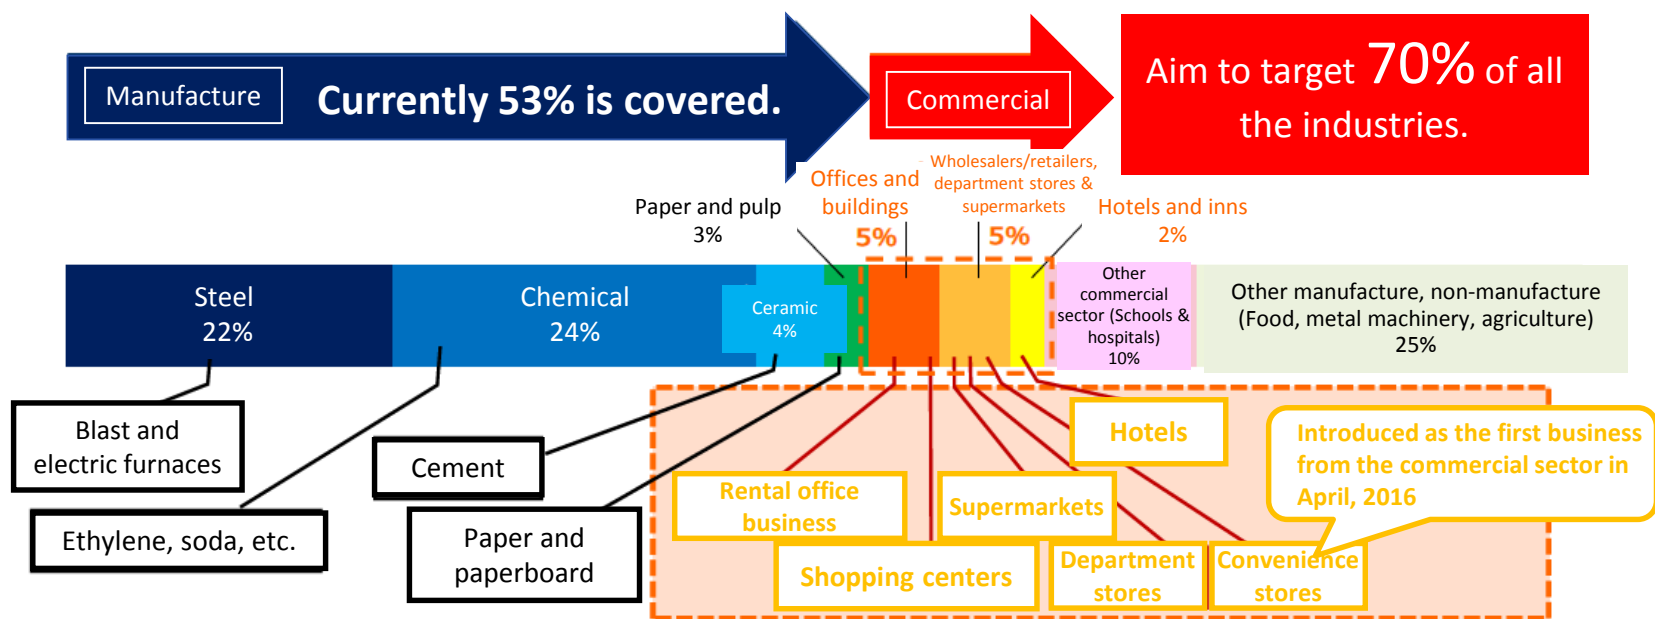 Manufacture
Currently 53% is covered.
Commercial
Aim to target 70% of all
the industries.
Paper and pulp
3%
Offices and
buildings
5%
Wholesalers/retailers,
department stores &
supermarkets
5%
Hotels and inns
2%
Steel
22%
Chemical
24%
Ceramic
4%
Other
commercial
sector (Schools &
hospitals)
10%
Other manufacture, non-manufacture
(Food, metal machinery, agriculture)
25%
Blast and
electric furnaces
Ethylene, soda, etc.
Cement
Paper and
paperboard
Rental office
business
Shopping centers
Supermarkets
Department
stores
Convenience
stores
Hotels
Introduced as the first business
from the commercial sector in
April, 2016